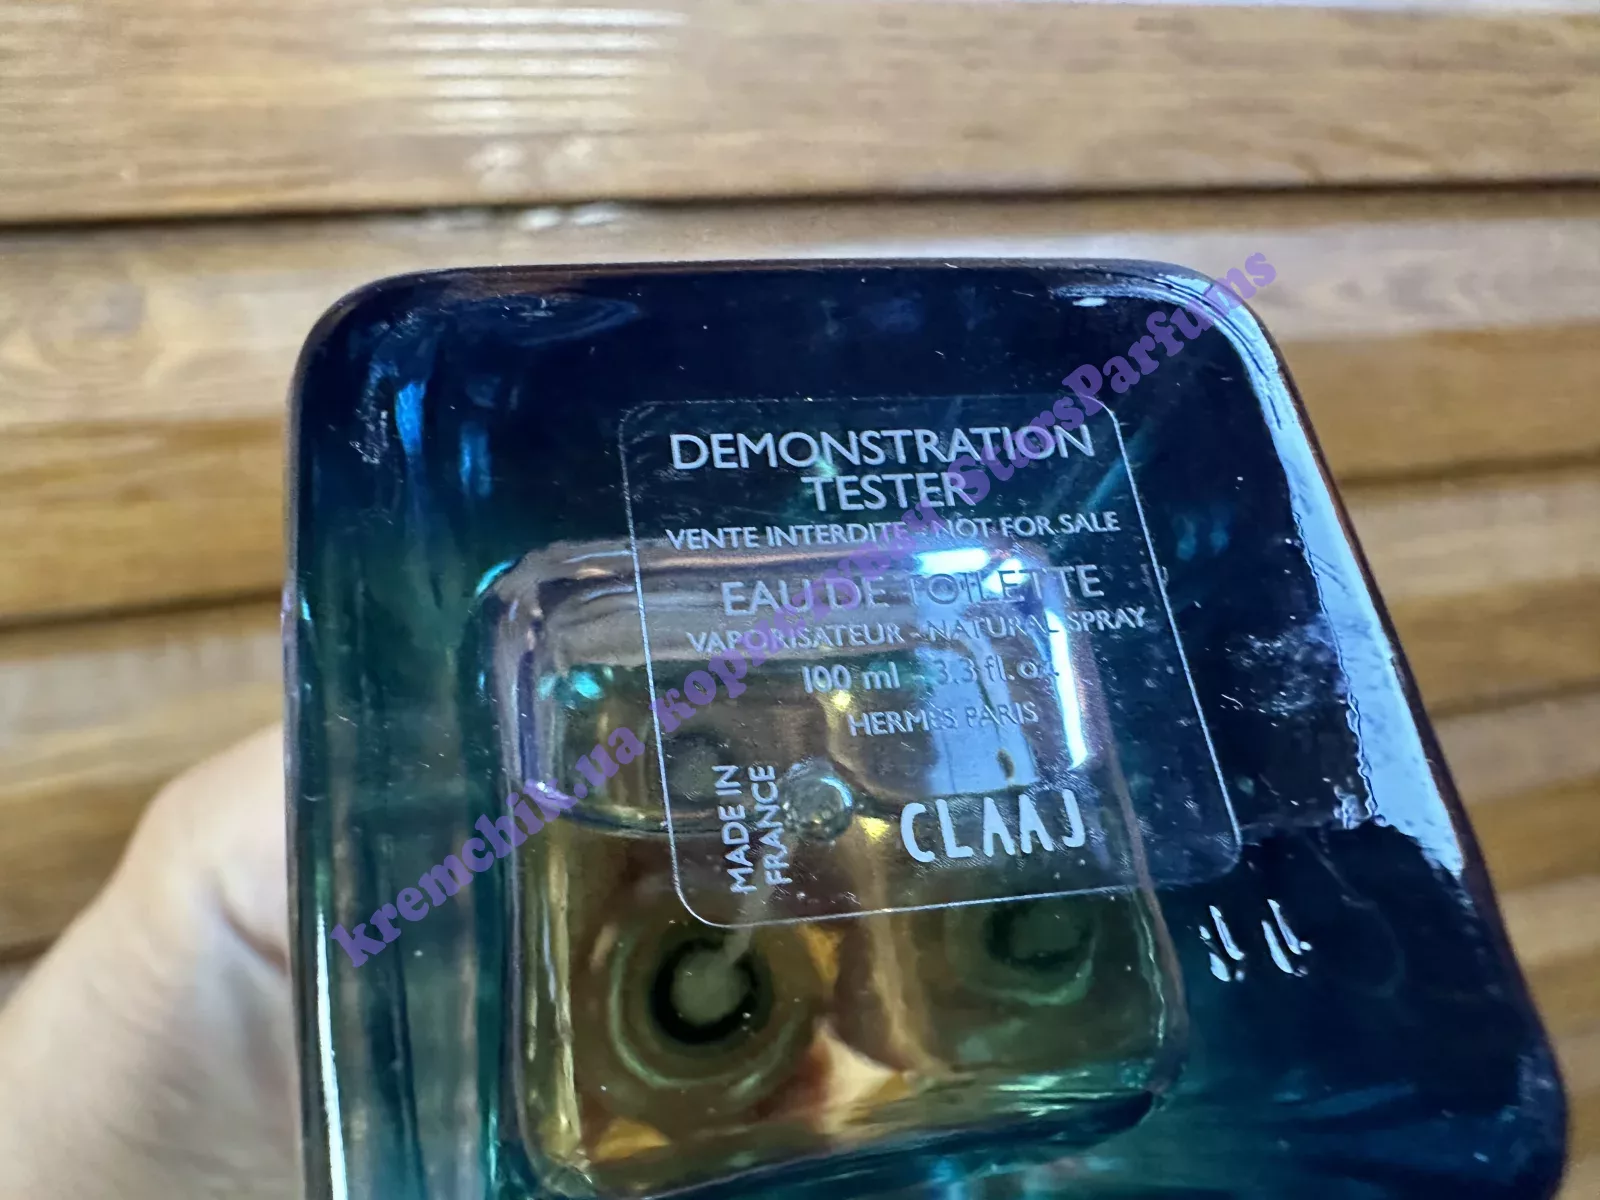 DEMONSTRATION
TESTER
VENTE INTERDITE - NOT FOR SALE
EAU DE TOILETTE
VAPORISATEUR - NATURAL SPRAY
100 ml - 3.3 fl.oz.
HERMES PARIS
MADE IN
FRANCE
CLAAJ
kremchik.ua StarsParfums